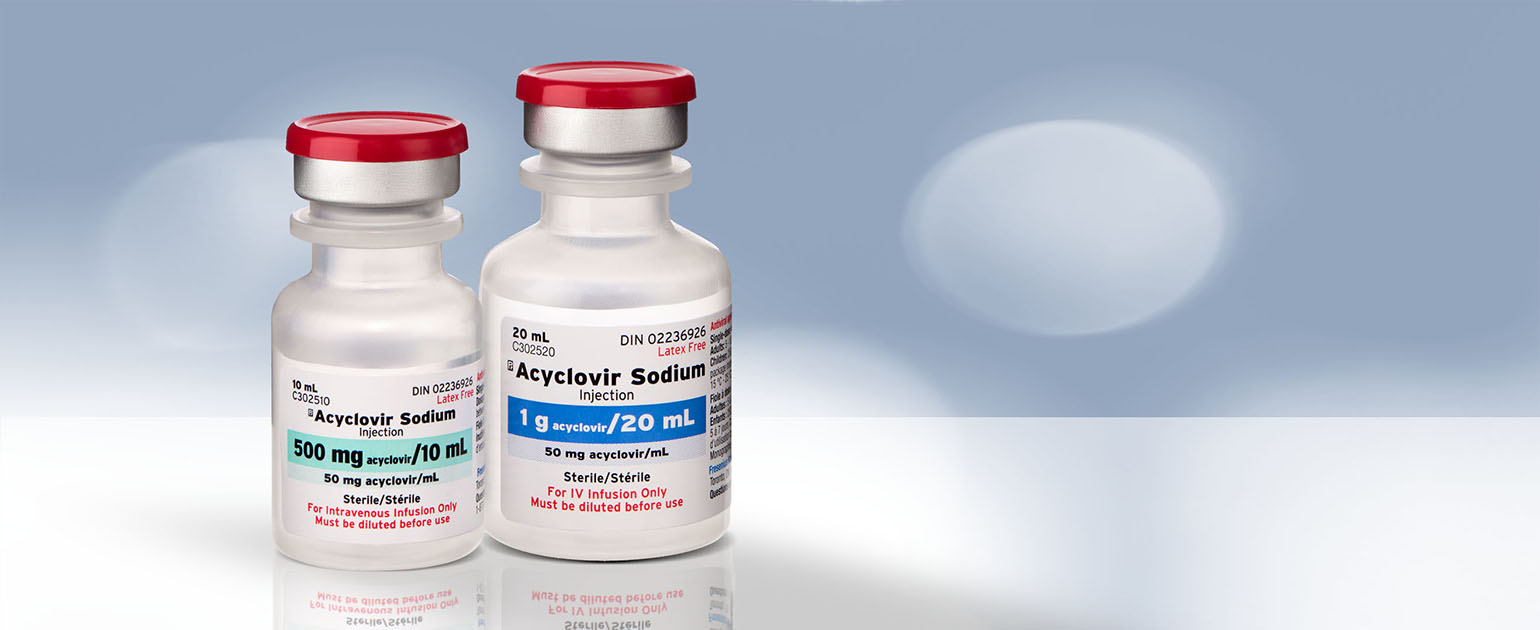 10 mL
C302510
DIN 02236926
Latex Free
Acyclovir Sodium
Injection
500 mg acyclovir/10 mL
50 mg acyclovir/mL
Sterile/Stérile
For Intravenous Infusion Only
Must be diluted before use
20 mL
C302520
DIN 02236926
Latex Free
Acyclovir Sodium
Injection
1 g acyclovir/20 mL
50 mg acyclovir/mL
Sterile/Stérile
For IV Infusion Only
Must be diluted before use